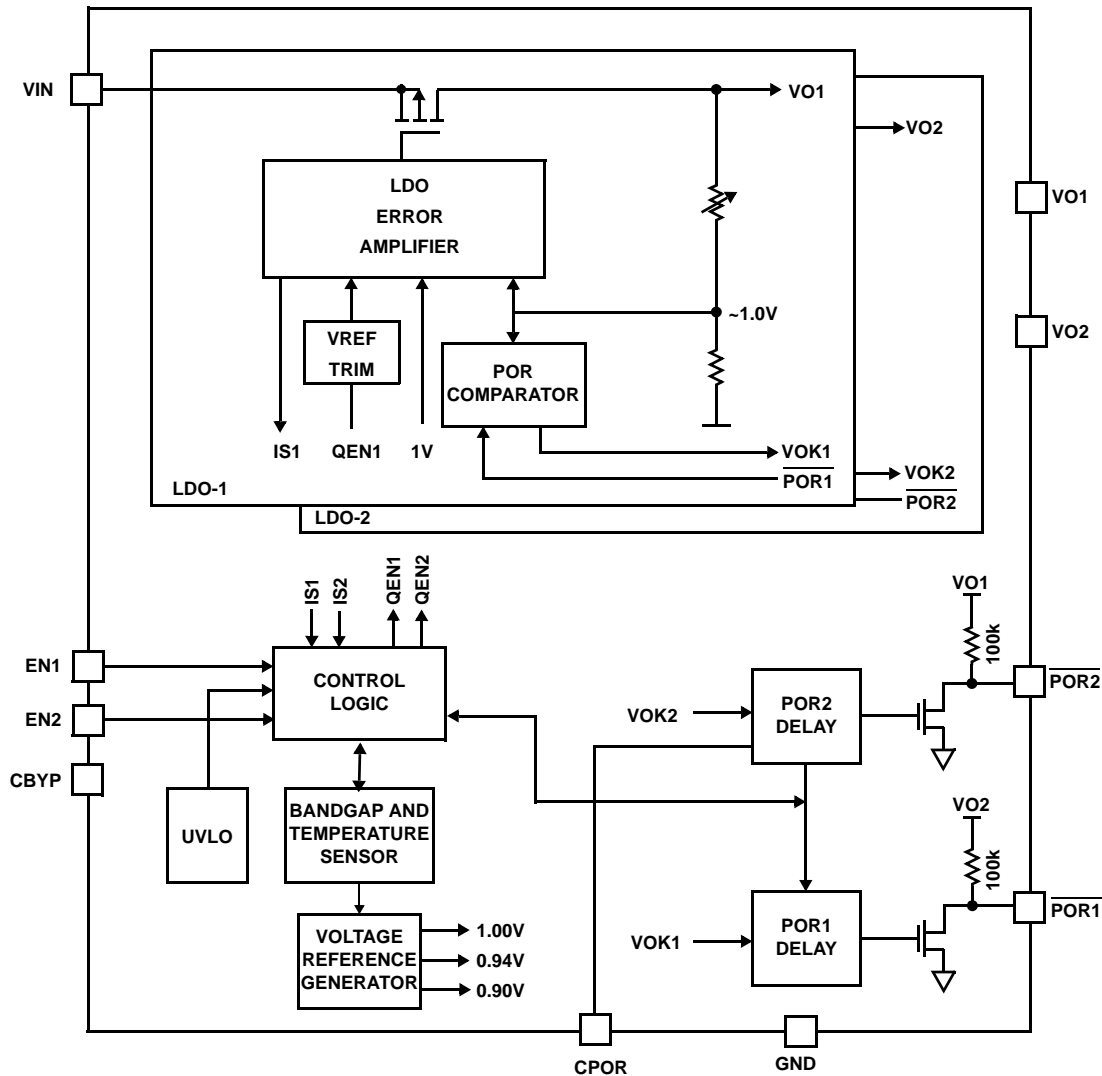 VIN
VO1
VO2
VO1
LDO
ERROR
AMPLIFIER
~1.0V
VO2
VREF
TRIM
POR
COMPARATOR
IS1
QEN1
1V
VOK1
POR1
VOK2
POR2
LDO-1
LDO-2
IS1
IS2
QEN1
QEN2
VO1
100k
EN1
CONTROL
LOGIC
POR2
EN2
VOK2
POR2
DELAY
CBYP
UVLO
BANDGAP AND
TEMPERATURE
SENSOR
VO2
100k
POR1
VOLTAGE
REFERENCE
GENERATOR
1.00V
0.94V
0.90V
VOK1
POR1
DELAY
CPOR
GND